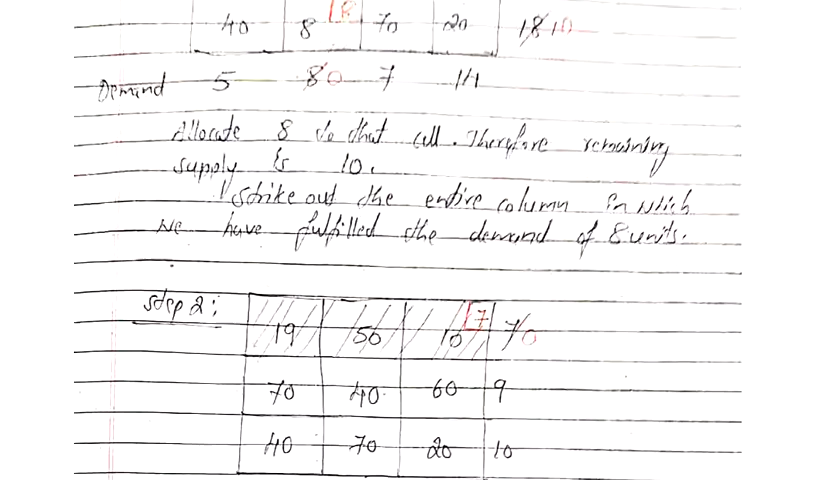 40 8 8 70 20 18 10
Demand 5 8 0 7 14
Allocate 8 to that cell. Therefore remaining
supply is 10.
Strike out the entire column in which
we have fulfilled the demand of 8 units.
Step 2:
19 50 10 7 7 0
70 40 60 9
40 70 20 10